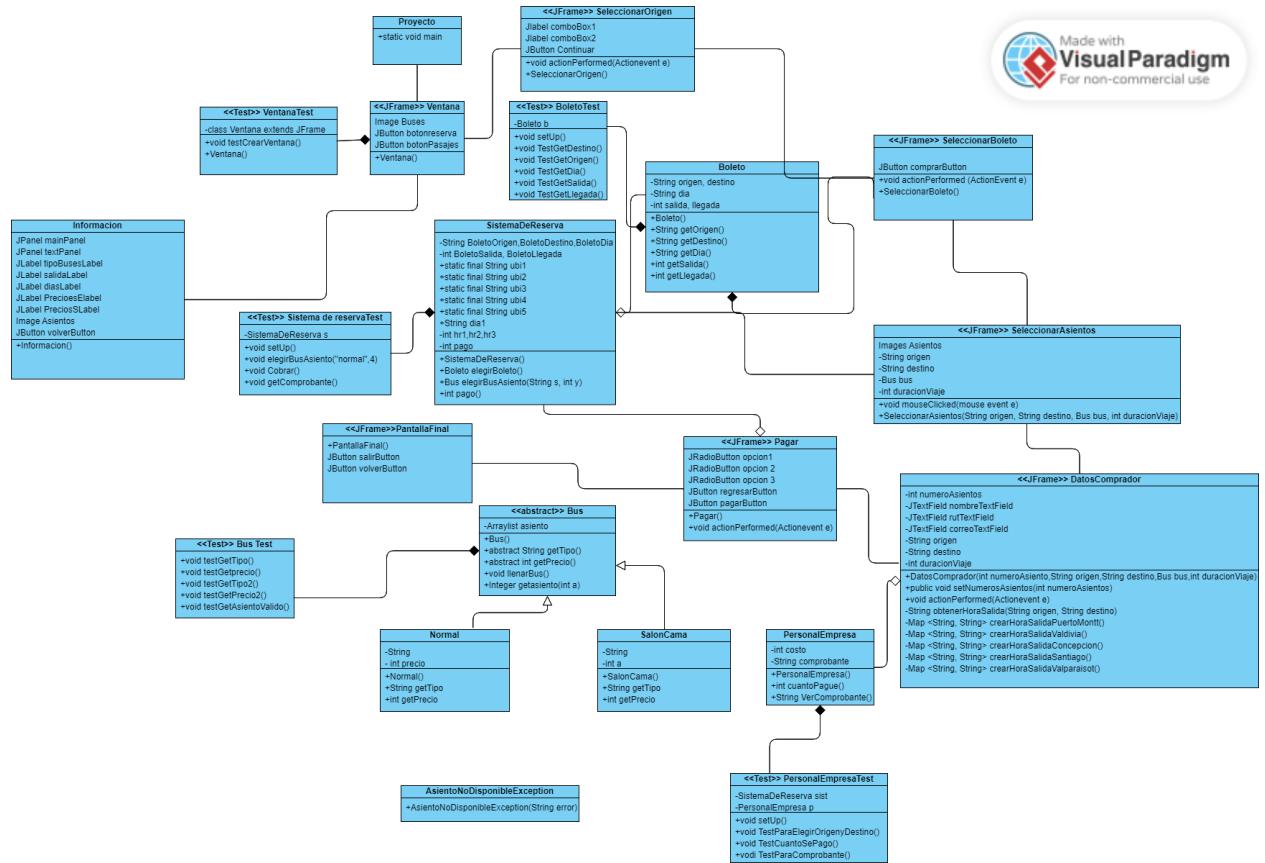 Proyecto
+static void main
<<JFrame>> SeleccionarOrigen
Jlabel comboBox1
Jlabel comboBox2
JButton Continuar
+void actionPerformed(Actionevent e)
+SeleccionarOrigen()
Made with
Visual Paradigm
For non-commercial use
<<Test>> VentanaTest
-class Ventana extends JFrame
+void testCrearVentana()
+Ventana()
<<JFrame>> Ventana
Image Buses
JButton botonreserva
JButton botonPasajes
+Ventana()
<<Test>> BoletoTest
-Boleto b
+void setUp()
+void TestGetDestino()
+void TestGetOrigen()
+void TestGetDia()
+void TestGetSalida()
+void TestGetLlegada()
Boleto
-String origen, destino
-String dia
-int salida, llegada
+Boleto()
+String getOrigen()
+String getDestino()
+String getDia()
+int getSalida()
+int getLlegada()
<<JFrame>> SeleccionarBoleto
JButton comprarButton
+void actionPerformed (ActionEvent e)
+SeleccionarBoleto()
Informacion
JPanel mainPanel
JPanel textPanel
JLabel tipoBusesLabel
JLabel salidaLabel
JLabel diasLabel
JLabel PrecioesElabel
JLabel PreciosSLabel
Image Asientos
JButton volverButton
+Informacion()
SistemaDeReserva
-String BoletoOrigen,BoletoDestino,BoletoDia
-int BoletoSalida, BoletoLlegada
+static final String ubi1
+static final String ubi2
+static final String ubi3
+static final String ubi4
+static final String ubi5
+String dia1
-int hr1,hr2,hr3
-int pago
+SistemaDeReserva()
+Boleto elegirBoleto()
+Bus elegirBusAsiento(String s, int y)
+int pago()
<<Test>> Sistema de reservaTest
-SistemaDeReserva s
+void setUp()
+void elegirBusAsiento("normal",4)
+void Cobrar()
+void getComprobante()
<<JFrame>> SeleccionarAsientos
Images Asientos
-String origen
-String destino
-Bus bus
-int duracionViaje
+void mouseClicked(mouse event e)
+SeleccionarAsientos(String origen, String destino, Bus bus, int duracionViaje)
<<JFrame>>PantallaFinal
+PantallaFinal()
JButton salirButton
JButton volverButton
<<JFrame>> Pagar
JRadioButton opcion1
JRadioButton opcion 2
JRadioButton opcion 3
JButton regresarButton
JButton pagarButton
+Pagar()
+void actionPerformed(Actionevent e)
<<JFrame>> DatosComprador
-int numeroAsientos
-JTextField nombreTextField
-JTextField rutTextField
-JTextField correoTextField
-String origen
-String destino
-int duracionViaje
+DatosComprador(int numeroAsiento,String origen,String destino,Bus bus,int duracionViaje)
+public void setNumerosAsientos(int numeroAsientos)
+void actionPerformed(Actionevent e)
-String obtenerHoraSalida(String origen, String destino)
-Map <String, String> crearHoraSalidaPuertoMontt()
-Map <String, String> crearHoraSalidaValdivia()
-Map <String, String> crearHoraSalidaConcepcion()
-Map <String, String> crearHoraSalidaSantiago()
-Map <String, String> crearHoraSalidaValparaisot()
<<abstract>> Bus
-Arraylist asiento
+Bus()
+abstract String getTipo()
+abstract int getPrecio()
+void llenarBus()
+Integer getasiento(int a)
<<Test>> Bus Test
+void testGetTipo()
+void testGetprecio()
+void testGetTipo2()
+void testGetPrecio2()
+void testGetAsientoValido()
Normal
-String
- int precio
+Normal()
+String getTipo
+int getPrecio
SalonCama
-String
-int a
+SalonCama()
+String getTipo
+int getPrecio
PersonalEmpresa
-int costo
-String comprobante
+PersonalEmpresa()
+int cuantoPague()
+String VerComprobante()
AsientoNoDisponibleException
+AsientoNoDisponibleException(String error)
<<Test>> PersonalEmpresaTest
-SistemaDeReserva sist
-PersonalEmpresa p
+void setUp()
+void TestParaElegirOrigenyDestino()
+void TestCuantoSePago()
+vodi TestParaComprobante()